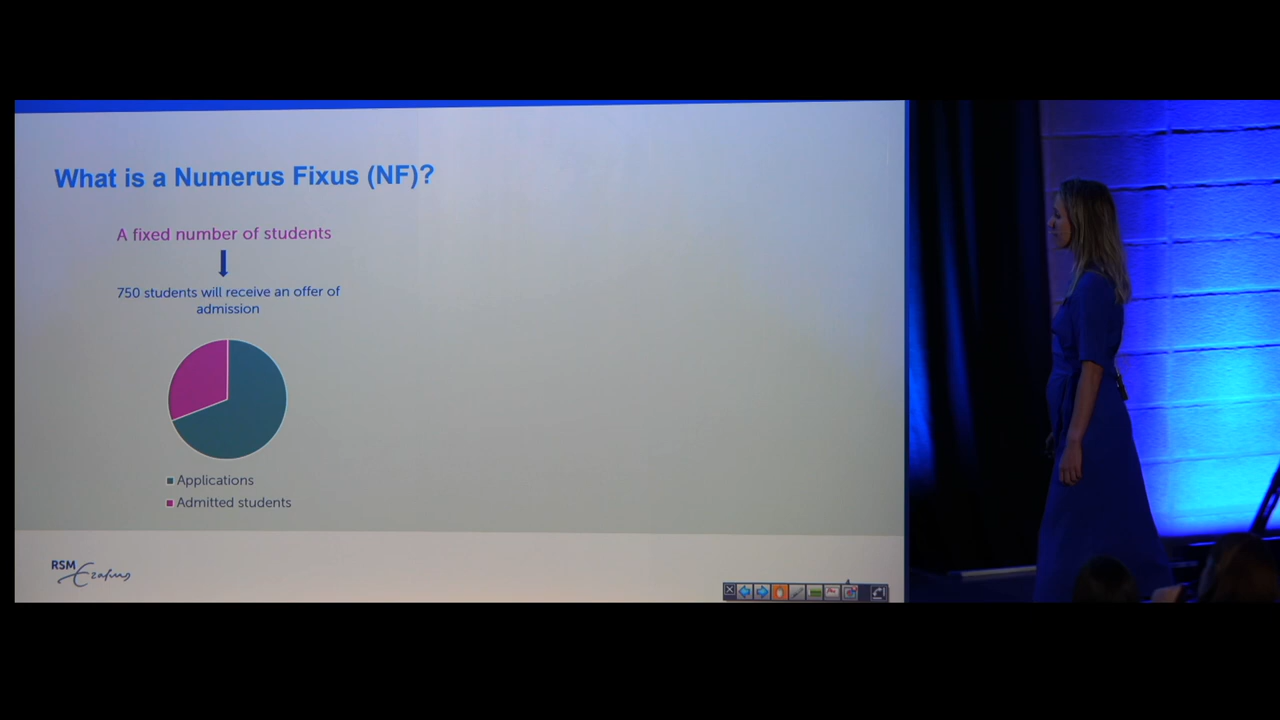 What is a Numerus Fixus (NF)?
A fixed number of students
750 students will receive an offer of
admission
Applications
Admitted students
RSM
Erasmus